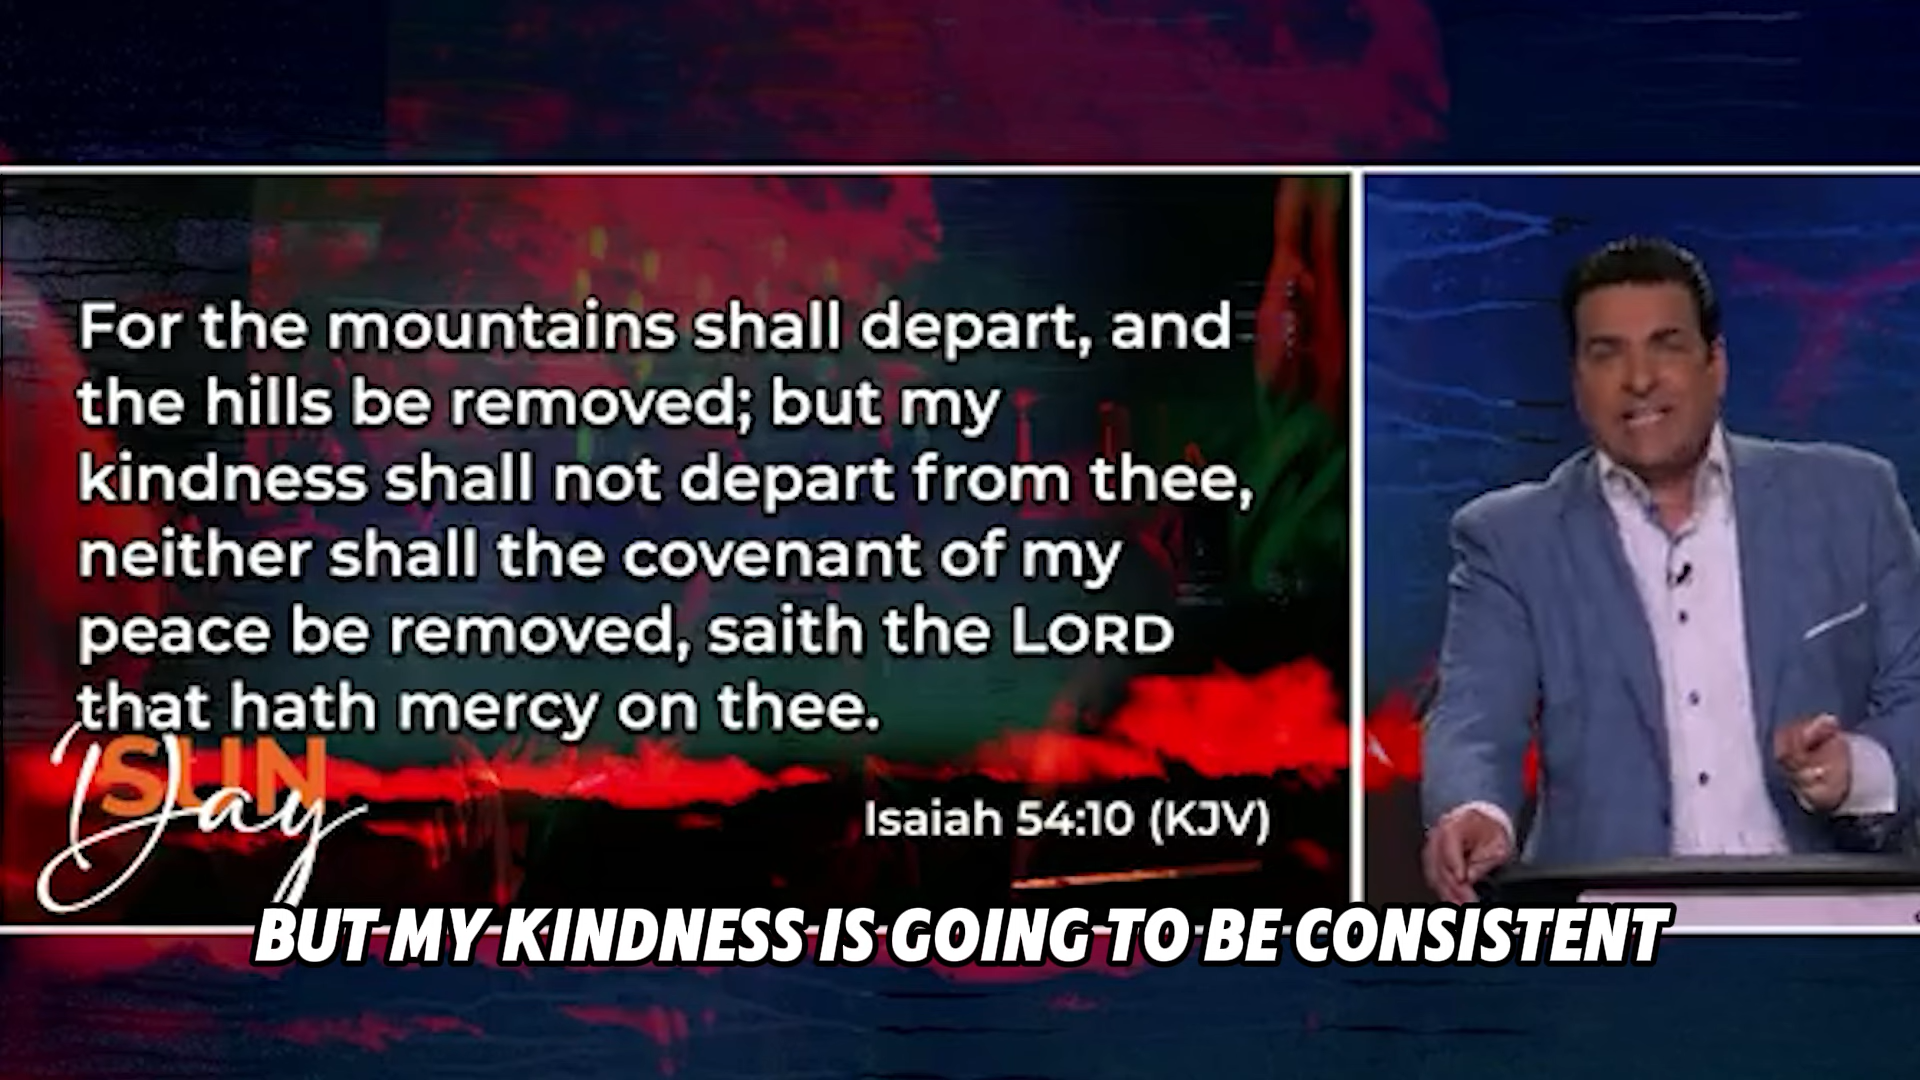 For the mountains shall depart, and
the hills be removed; but my
kindness shall not depart from thee,
neither shall the covenant of my
peace be removed, saith the LORD
that hath mercy on thee.
SUN
Day
Isaiah 54:10 (KJV)
BUT MY KINDNESS IS GOING TO BE CONSISTENT